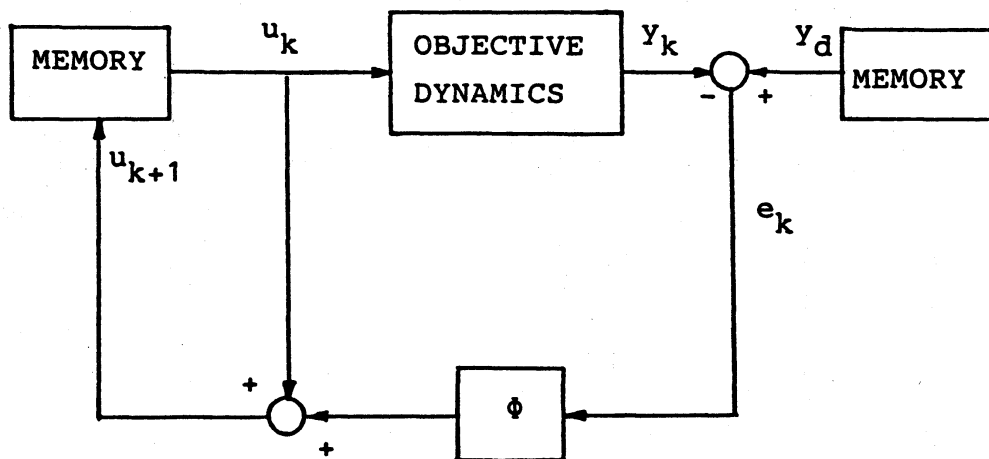 u_k
OBJECTIVE
DYNAMICS
y_k
y_d
MEMORY
MEMORY
- +
u_{k+1}
e_k
+
Φ
+